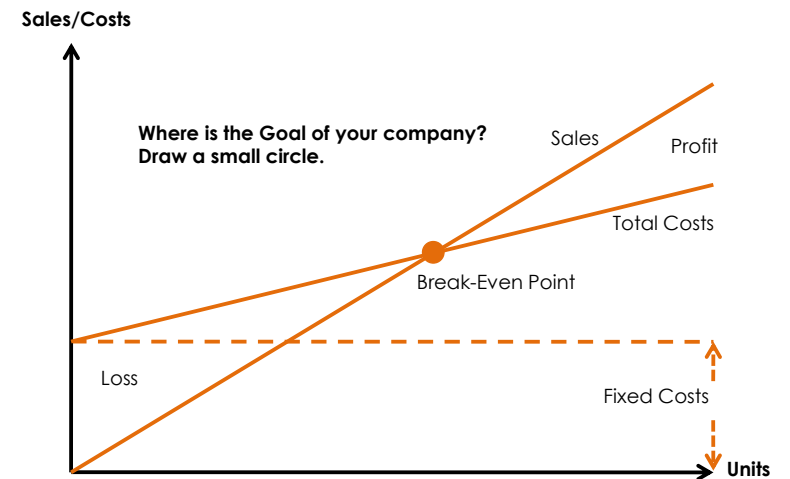 Sales/Costs
Where is the Goal of your company?
Draw a small circle.
Sales
Profit
Total Costs
Break-Even Point
Loss
Fixed Costs
Units